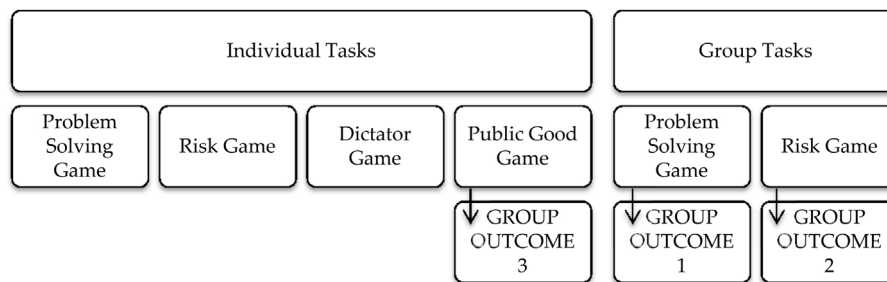 Individual Tasks
Group Tasks
Problem
Solving
Game
Risk Game
Dictator
Game
Public Good
Game
Problem
Solving
Game
Risk Game
GROUP
OUTCOME
3
GROUP
OUTCOME
1
GROUP
OUTCOME
2